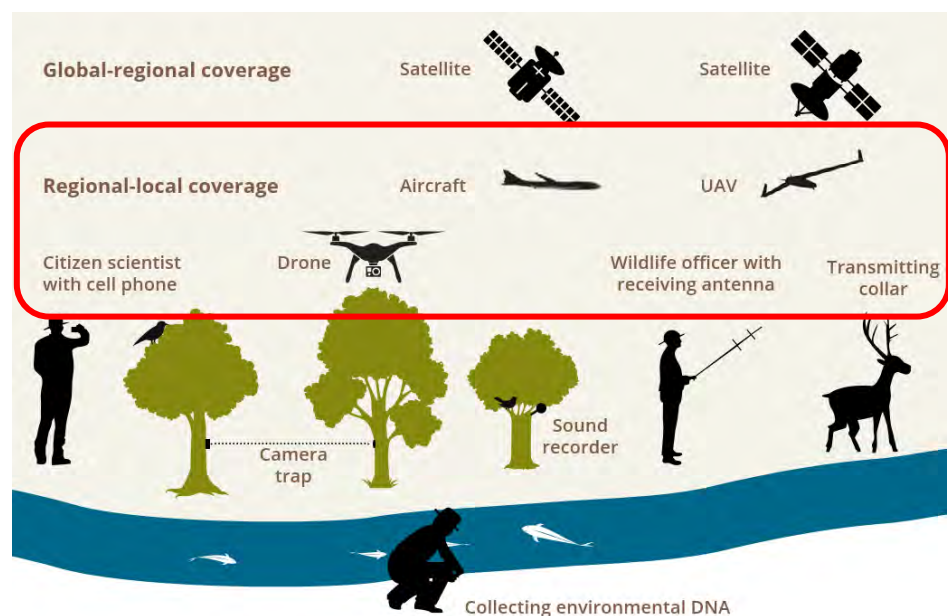 Global-regional coverage
Satellite
Satellite
Regional-local coverage
Aircraft
UAV
Citizen scientist
with cell phone
Drone
Wildlife officer with
receiving antenna
Transmitting
collar
Camera
trap
Sound
recorder
Collecting environmental DNA